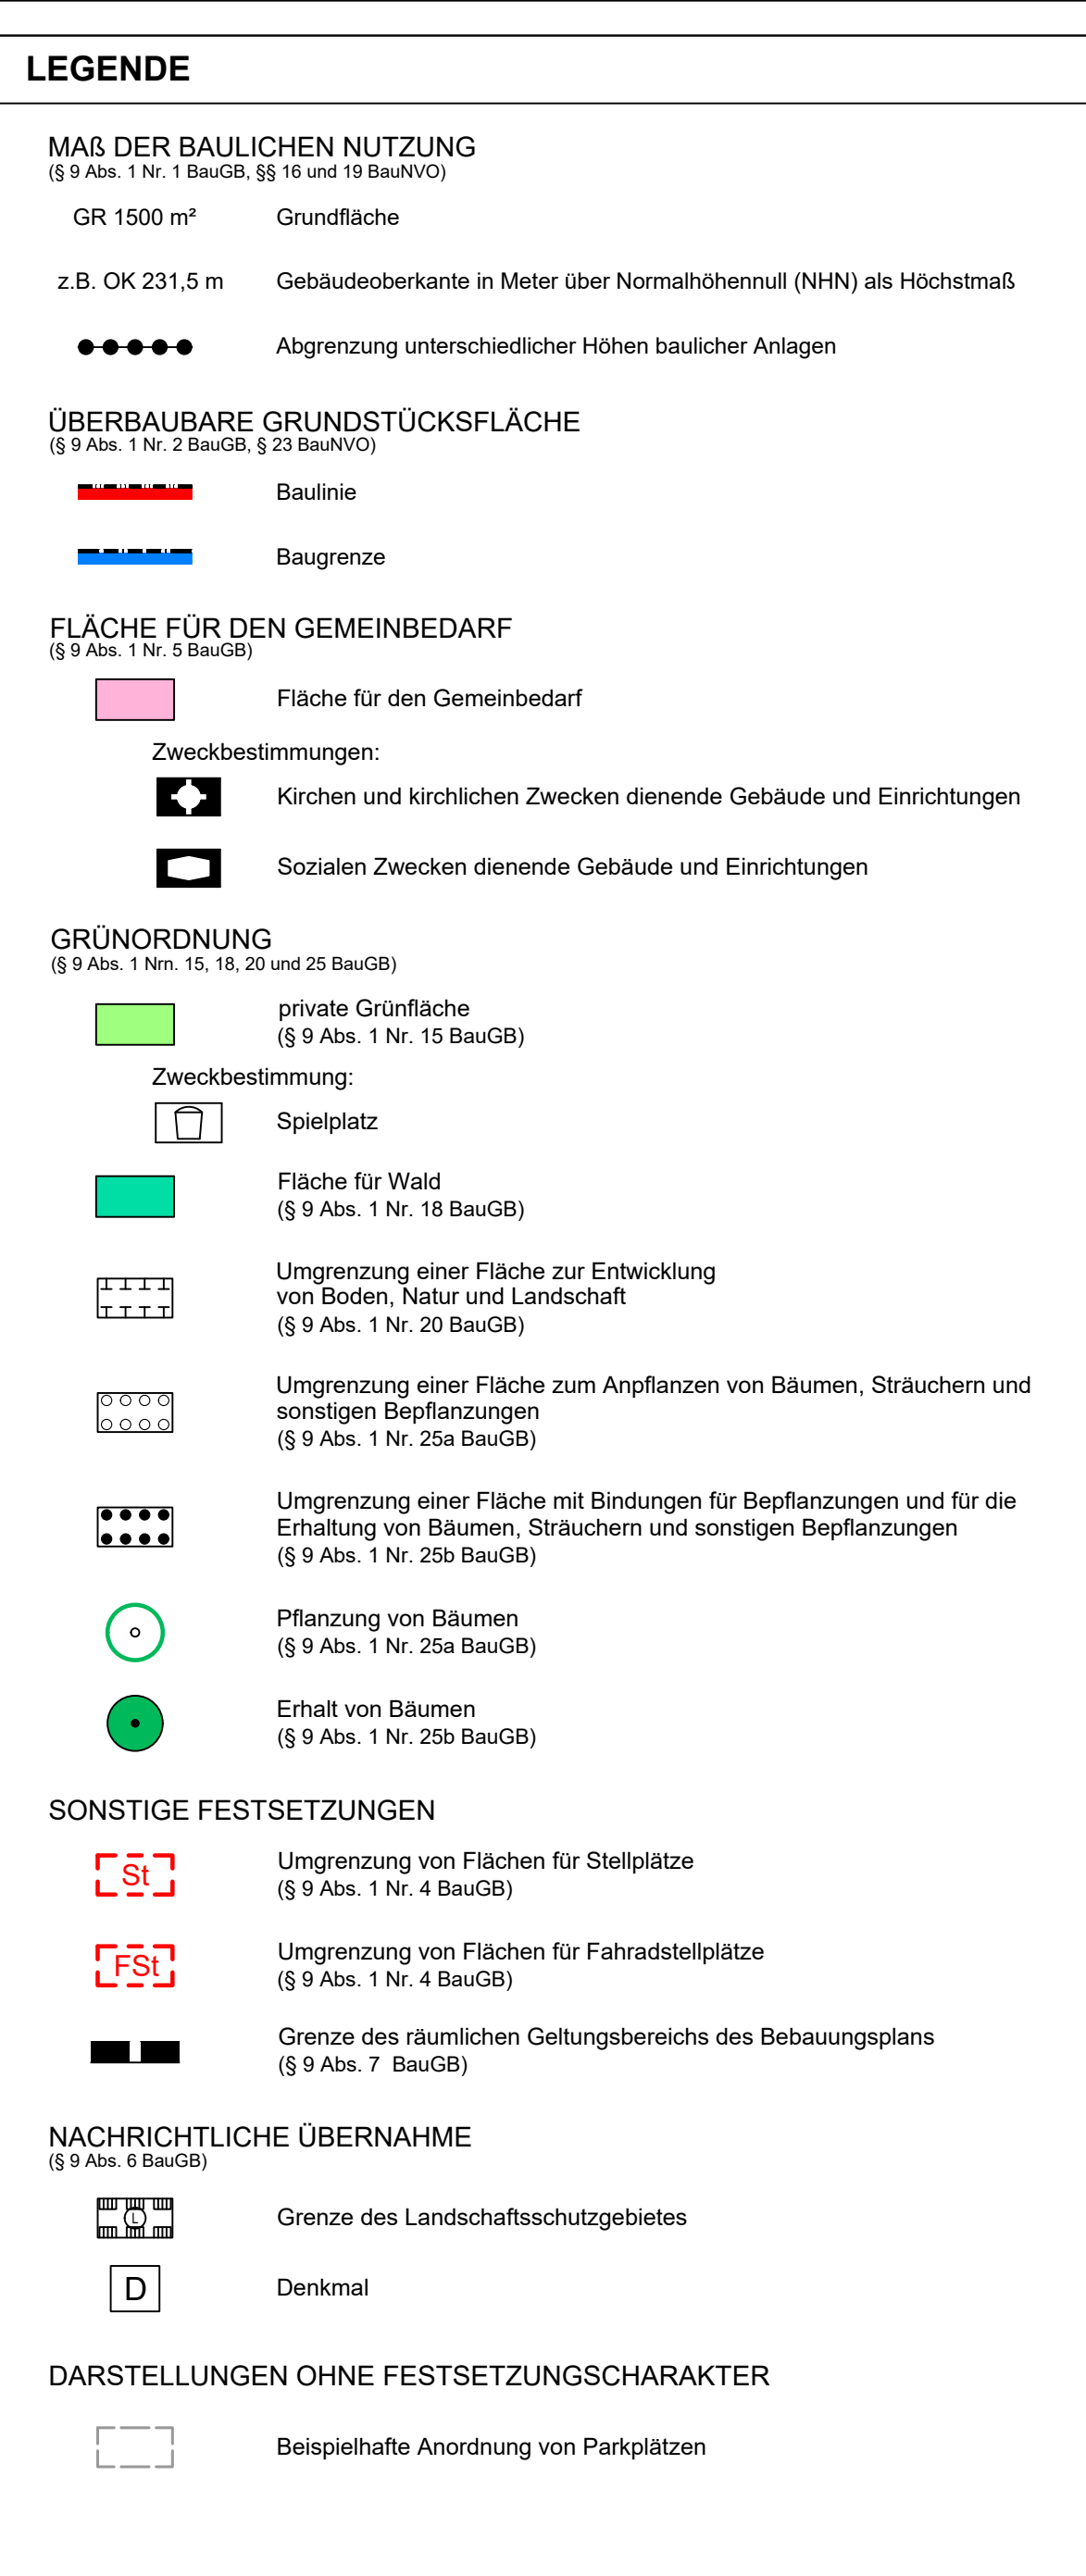 LEGENDE
MAß DER BAULICHEN NUTZUNG
(§ 9 Abs. 1 Nr. 1 BauGB, §§ 16 und 19 BauNVO)
GR 1500 m² Grundfläche
z.B. OK 231,5 m Gebäudeoberkante in Meter über Normalhöhennull (NHN) als Höchstmaß
Abgrenzung unterschiedlicher Höhen baulicher Anlagen
ÜBERBAUBARE GRUNDSTÜCKSFLÄCHE
(§ 9 Abs. 1 Nr. 2 BauGB, § 23 BauNVO)
Baulinie
Baugrenze
FLÄCHE FÜR DEN GEMEINBEDARF
(§ 9 Abs. 1 Nr. 5 BauGB)
Fläche für den Gemeinbedarf
Zweckbestimmungen:
Kirchen und kirchlichen Zwecken dienende Gebäude und Einrichtungen
Sozialen Zwecken dienende Gebäude und Einrichtungen
GRÜNORDNUNG
(§ 9 Abs. 1 Nrn. 15, 18, 20 und 25 BauGB)
private Grünfläche
(§ 9 Abs. 1 Nr. 15 BauGB)
Zweckbestimmung:
Spielplatz
Fläche für Wald
(§ 9 Abs. 1 Nr. 18 BauGB)
Umgrenzung einer Fläche zur Entwicklung
von Boden, Natur und Landschaft
(§ 9 Abs. 1 Nr. 20 BauGB)
Umgrenzung einer Fläche zum Anpflanzen von Bäumen, Sträuchern und
sonstigen Bepflanzungen
(§ 9 Abs. 1 Nr. 25a BauGB)
Umgrenzung einer Fläche mit Bindungen für Bepflanzungen und für die
Erhaltung von Bäumen, Sträuchern und sonstigen Bepflanzungen
(§ 9 Abs. 1 Nr. 25b BauGB)
Pflanzung von Bäumen
(§ 9 Abs. 1 Nr. 25a BauGB)
Erhalt von Bäumen
(§ 9 Abs. 1 Nr. 25b BauGB)
SONSTIGE FESTSETZUNGEN
St Umgrenzung von Flächen für Stellplätze
(§ 9 Abs. 1 Nr. 4 BauGB)
FSt Umgrenzung von Flächen für Fahradstellplätze
(§ 9 Abs. 1 Nr. 4 BauGB)
Grenze des räumlichen Geltungsbereichs des Bebauungsplans
(§ 9 Abs. 7 BauGB)
NACHRICHTLICHE ÜBERNAHME
(§ 9 Abs. 6 BauGB)
L Grenze des Landschaftsschutzgebietes
D Denkmal
DARSTELLUNGEN OHNE FESTSETZUNGSCHARAKTER
Beispielhafte Anordnung von Parkplätzen